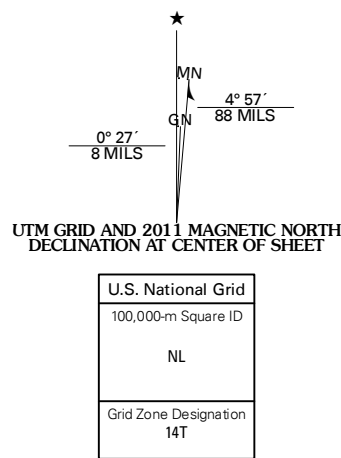 ★
MN
4° 57´
88 MILS
GN
0° 27´
8 MILS
UTM GRID AND 2011 MAGNETIC NORTH
DECLINATION AT CENTER OF SHEET
U.S. National Grid
100,000-m Square ID
NL
Grid Zone Designation
14T